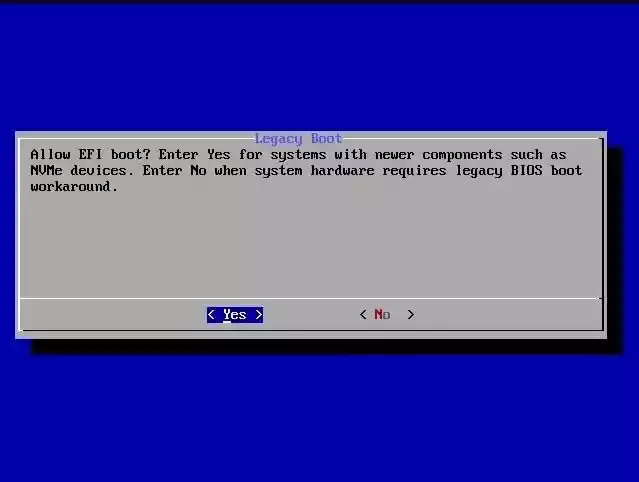 Legacy Boot
Allow EFI boot? Enter Yes for systems with newer components such as
NVMe devices. Enter No when system hardware requires legacy BIOS boot
workaround.
< Yes > < No >